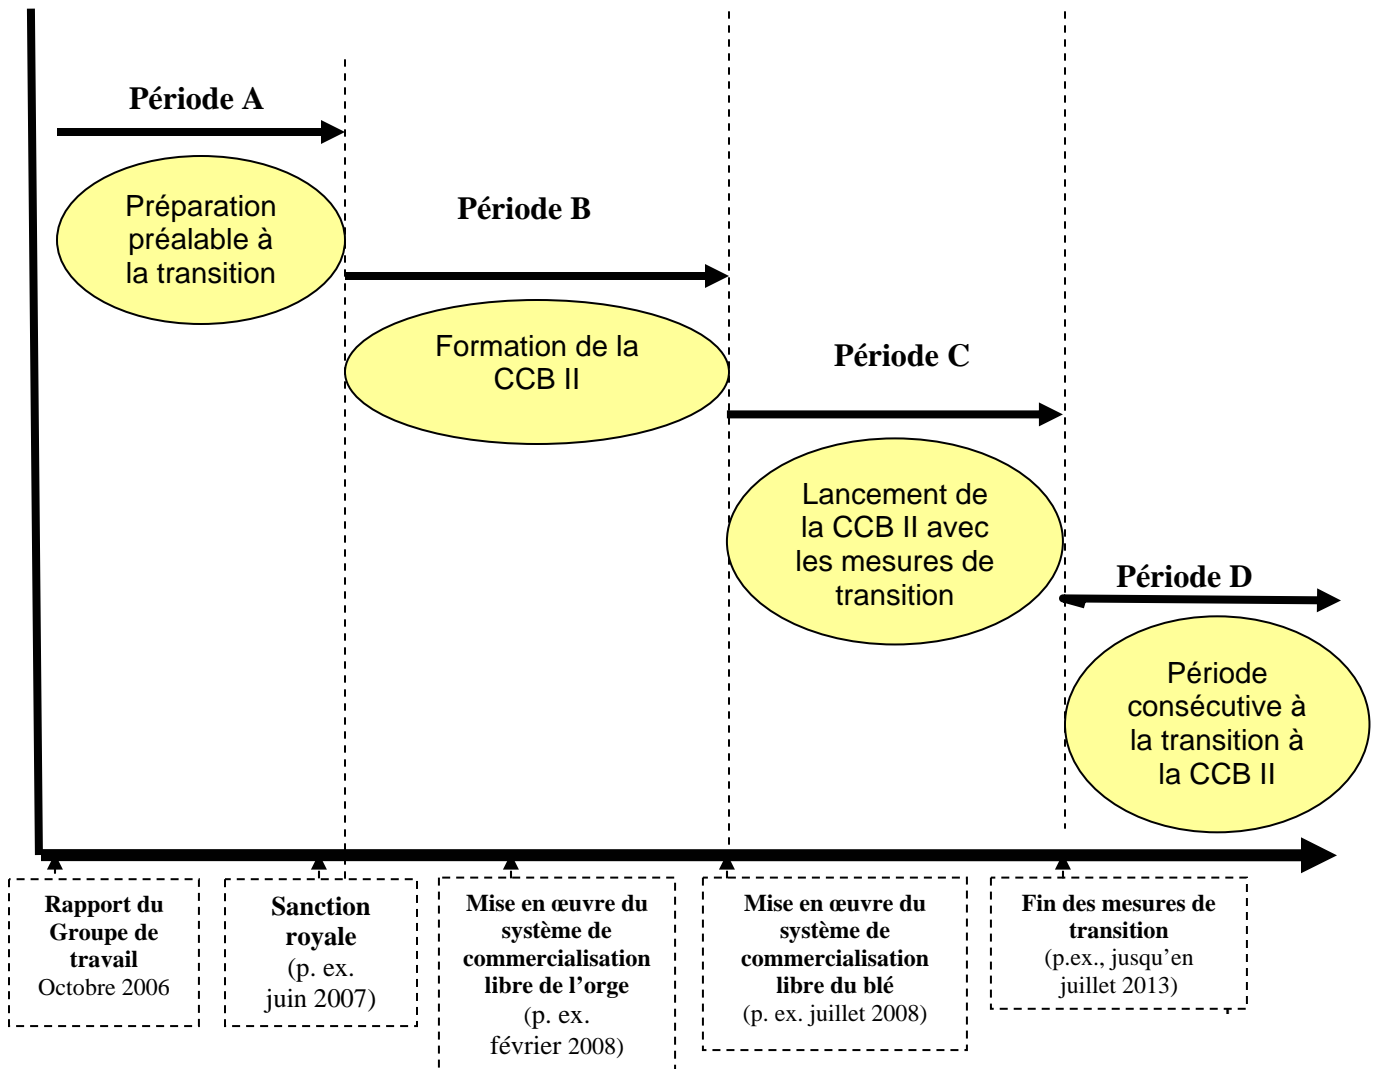 Période A
Préparation
préalable à
la transition
Période B
Formation de la
CCB II
Période C
Lancement de
la CCB II avec
les mesures de
transition
Période D
Période
consécutive à
la transition à
la CCB II
Rapport du
Groupe de
travail
Octobre 2006
Sanction
royale
(p. ex.
juin 2007)
Mise en œuvre du
système de
commercialisation
libre de l’orge
(p. ex.
février 2008)
Mise en œuvre du
système de
commercialisation
libre du blé
(p. ex. juillet 2008)
Fin des mesures de
transition
(p.ex., jusqu’en
juillet 2013)